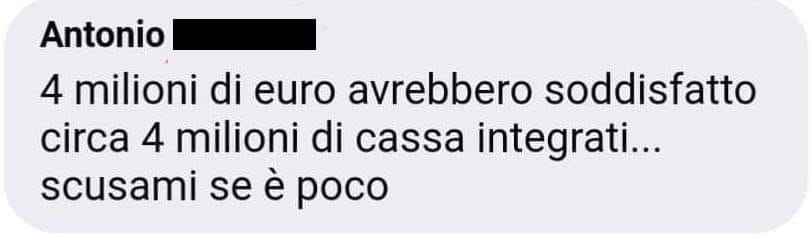 Antonio
4 milioni di euro avrebbero soddisfatto
circa 4 milioni di cassa integrati...
scusami se è poco